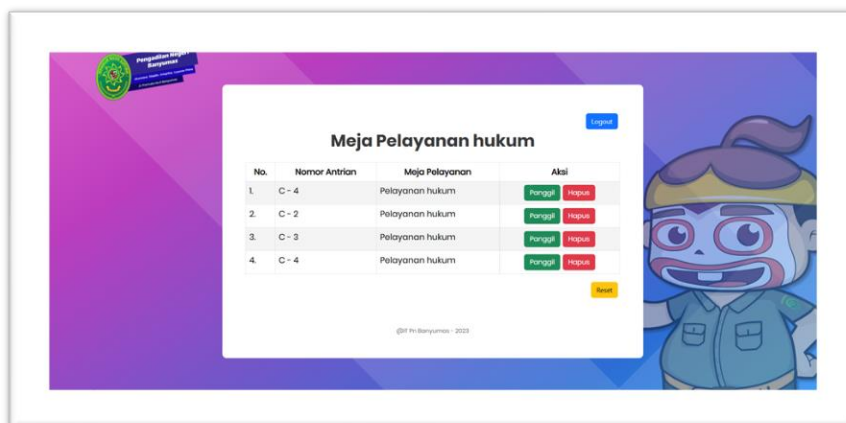 Pengadilan Negeri
Banyumas
Logout
Meja Pelayanan hukum
No. Nomor Antrian Meja Pelayanan Aksi
1. C - 4 Pelayanan hukum Panggil Hapus
2. C - 2 Pelayanan hukum Panggil Hapus
3. C - 3 Pelayanan hukum Panggil Hapus
4. C - 4 Pelayanan hukum Panggil Hapus
Reset
@IT Pn.Banyumas - 2023